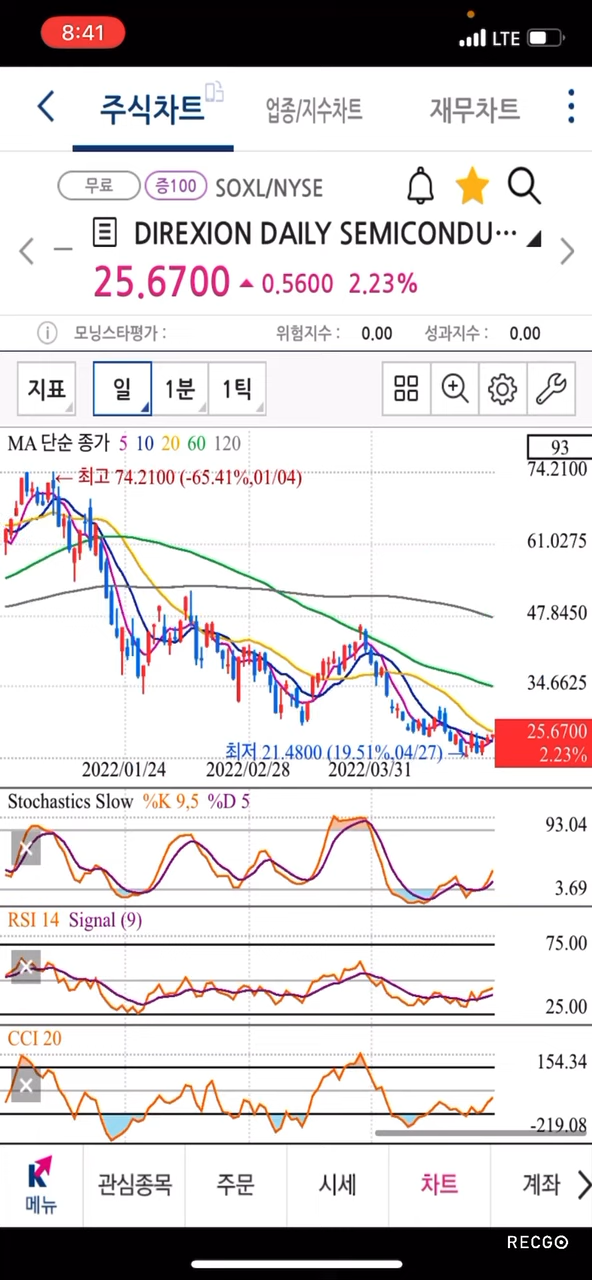 8:41 LTE
주식차트 업종/지수차트 재무차트
무료 증100 SOXL/NYSE
DIREXION DAILY SEMICONDU···
25.6700 0.5600 2.23%
모닝스타평가 : 위험지수 : 0.00 성과지수 : 0.00
지표 일 1분 1틱
MA 단순 종가 5 10 20 60 120
93
74.2100
← 최고 74.2100 (-65.41%,01/04)
61.0275
47.8450
34.6625
25.6700
2.23%
최저 21.4800 (19.51%,04/27) →
2022/01/24 2022/02/28 2022/03/31
Stochastics Slow %K 9,5 %D 5
93.04
3.69
RSI 14 Signal (9)
75.00
25.00
CCI 20
154.34
-219.08
메뉴 관심종목 주문 시세 차트 계좌
RECGO